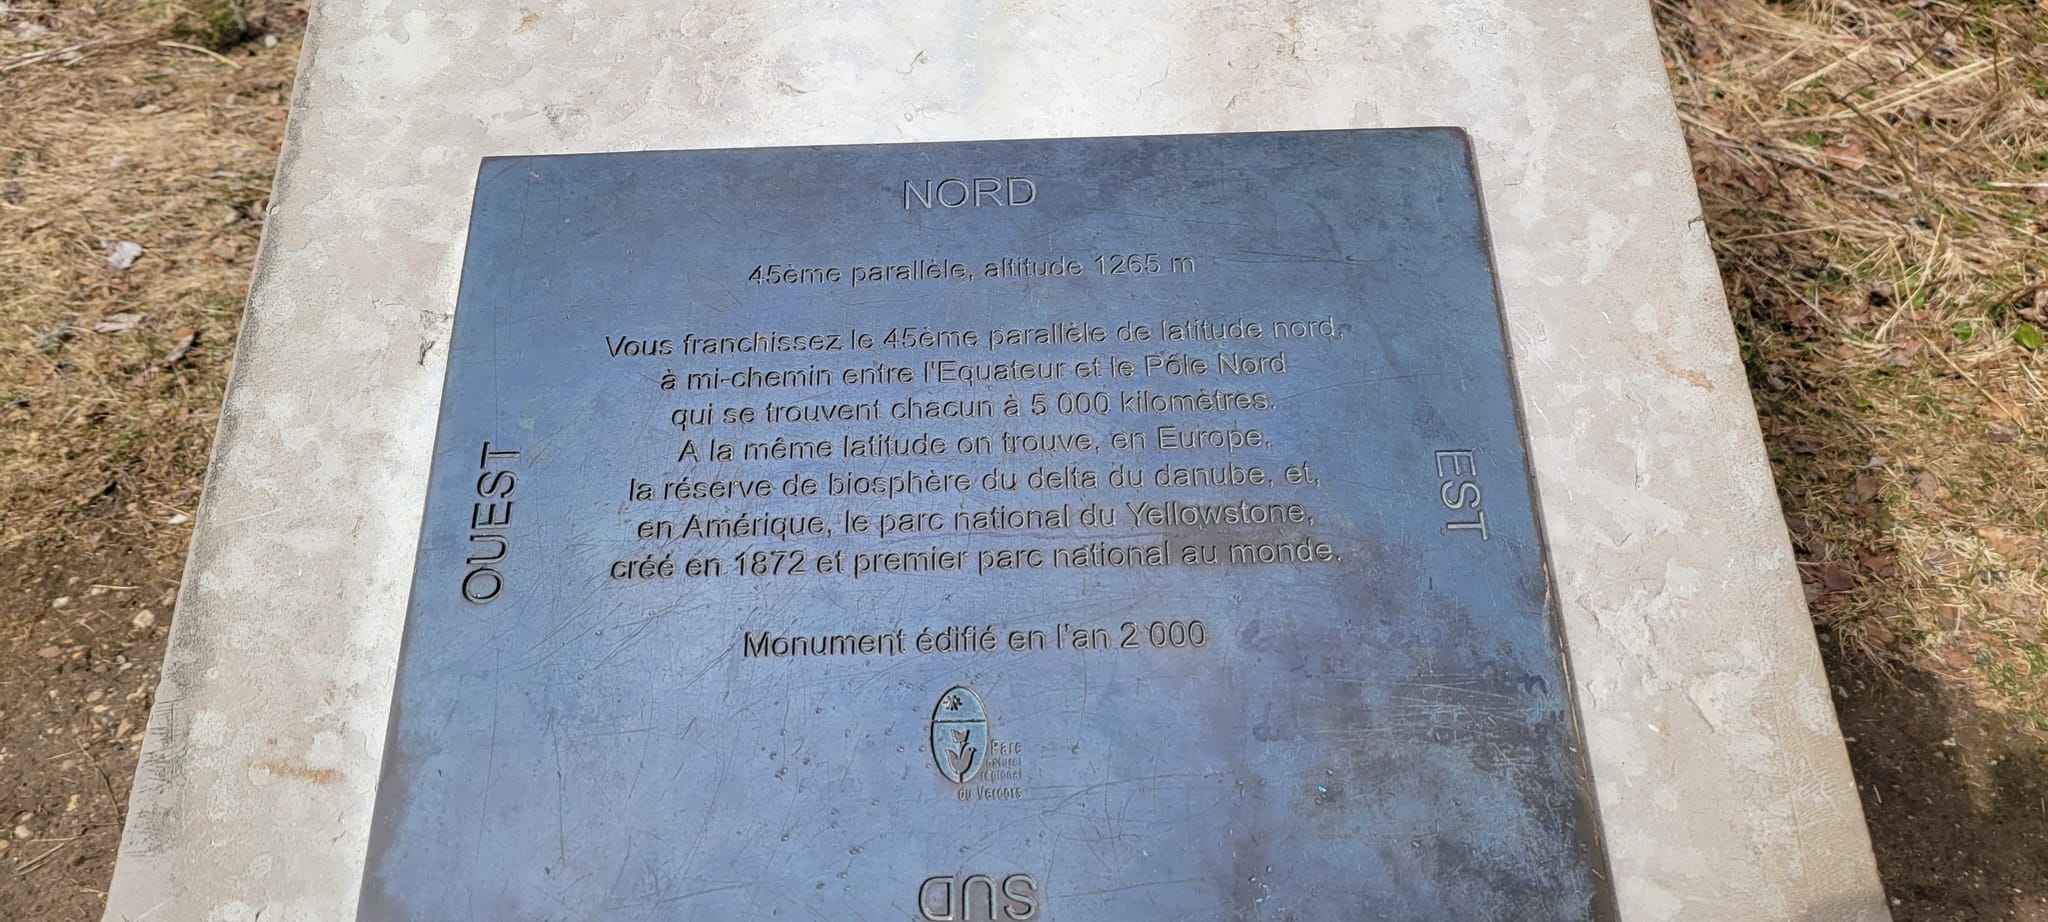 NORD
45ème parallèle, altitude 1265 m
Vous franchissez le 45ème parallèle de latitude nord,
à mi-chemin entre l'Equateur et le Pôle Nord
qui se trouvent chacun à 5 000 kilomètres.
A la même latitude on trouve, en Europe,
la réserve de biosphère du delta du danube, et,
en Amérique, le parc national du Yellowstone,
créé en 1872 et premier parc national au monde.
OUEST
EST
Monument édifié en l'an 2 000
Parc
naturel
régional
du Vercors
SUD